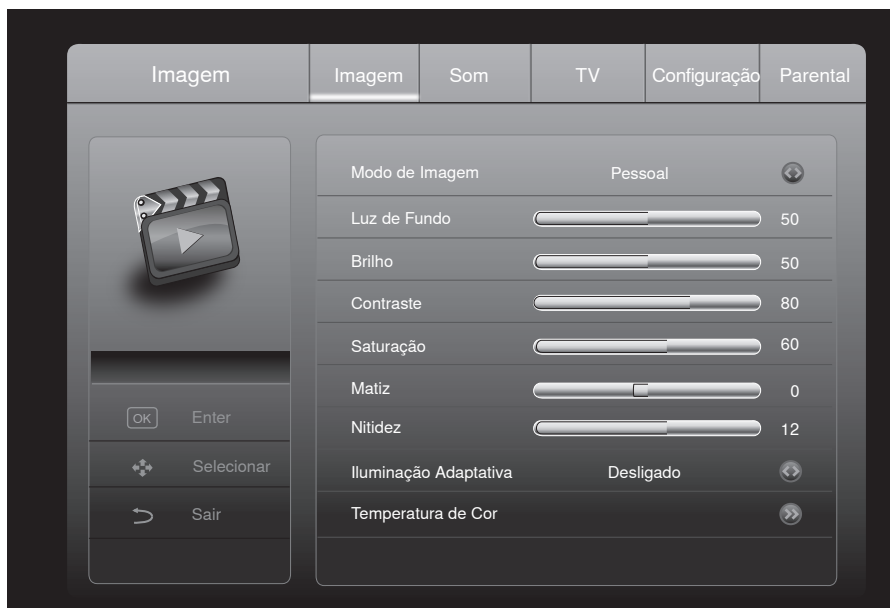 Imagem
Imagem Som TV Configuração Parental
Modo de Imagem Pessoal
Luz de Fundo 50
Brilho 50
Contraste 80
Saturação 60
Matiz 0
Nitidez 12
Iluminação Adaptativa Desligado
Temperatura de Cor
OK Enter
Selecionar
Sair